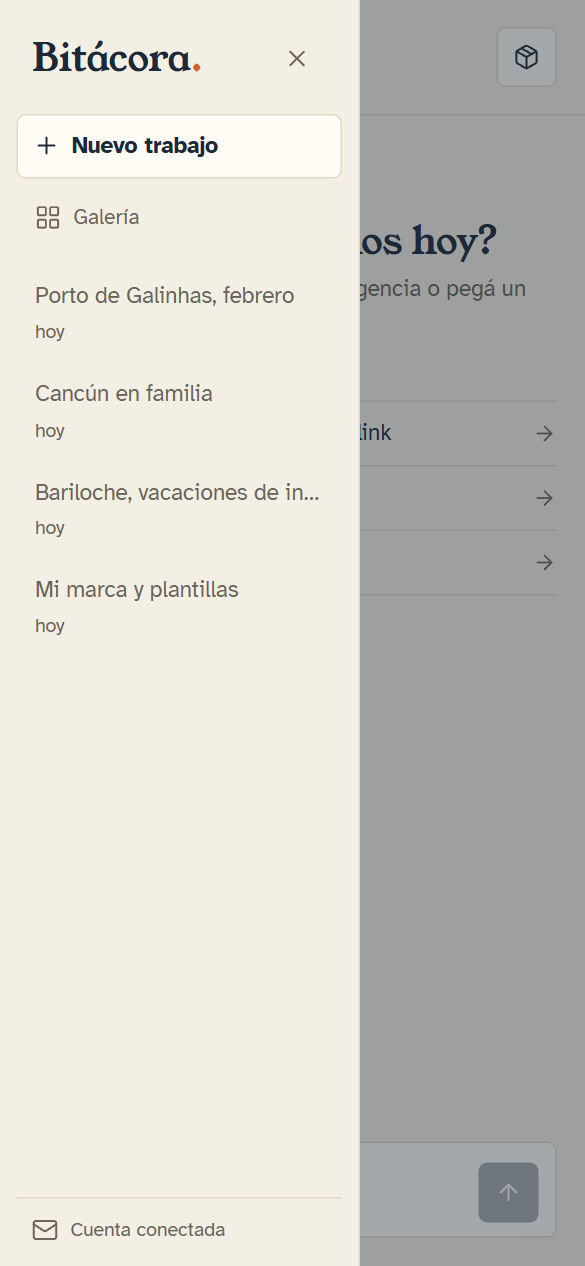 Bitácora.
Nuevo trabajo
Galería
Porto de Galinhas, febrero
hoy
Cancún en familia
hoy
Bariloche, vacaciones de in...
hoy
Mi marca y plantillas
hoy
Cuenta conectada
os hoy?
gencia o pegá un
link